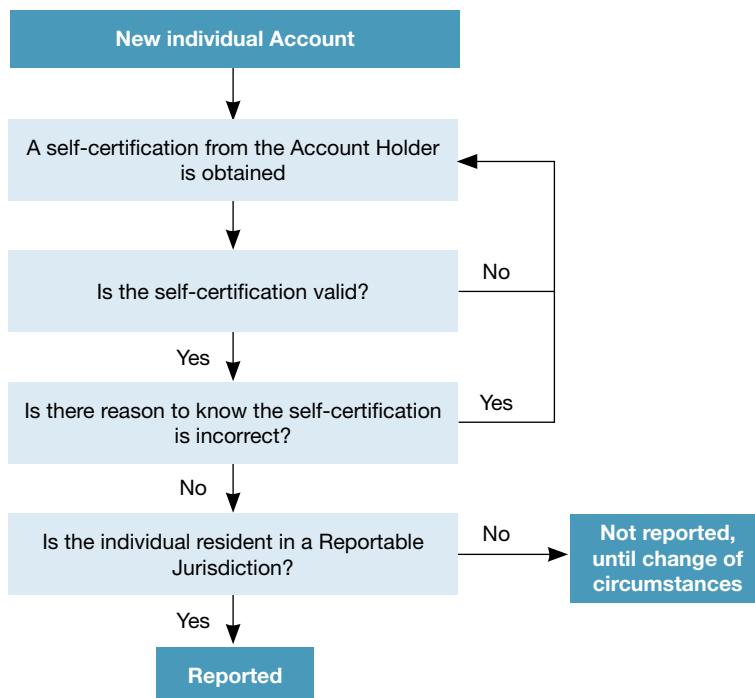 New individual Account
A self-certification from the Account Holder
is obtained
Is the self-certification valid?
No
Yes
Is there reason to know the self-certification
is incorrect?
Yes
No
Is the individual resident in a Reportable
Jurisdiction?
No
Not reported,
until change of
circumstances
Yes
Reported